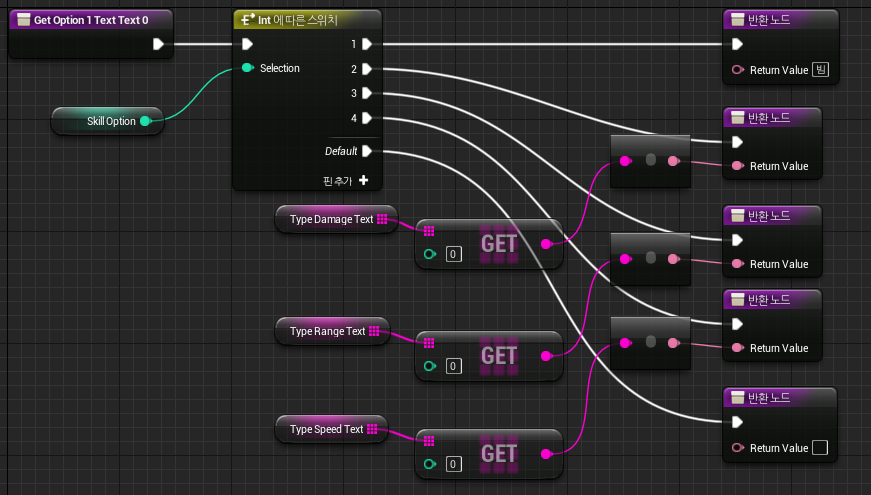 Get Option 1 Text Text 0
Int 에 따른 스위치
반환 노드
1
Selection
2
Return Value 빔
3
4
반환 노드
Skill Option
Default
Return Value
핀 추가
Type Damage Text
반환 노드
GET
0
Return Value
반환 노드
Type Range Text
GET
Return Value
0
반환 노드
Type Speed Text
GET
Return Value
0